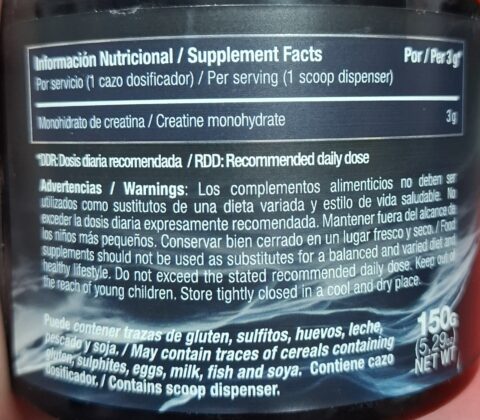 Información Nutricional / Supplement Facts Por / Per 3 g*
Por servicio (1 cazo dosificador) / Per serving (1 scoop dispenser)
Monohidrato de creatina / Creatine monohydrate 3g
*DDR: Dosis diaria recomendada / RDD: Recommended daily dose
Advertencias / Warnings: Los complementos alimenticios no deben ser
utilizados como sustitutos de una dieta variada y estilo de vida saludable. No
exceder la dosis diaria expresamente recomendada. Mantener fuera del alcance de
los niños más pequeños. Conservar bien cerrado en un lugar fresco y seco. / Food
supplements should not be used as substitutes for a balanced and varied diet and
healthy lifestyle. Do not exceed the stated recommended daily dose. Keep out of
the reach of young children. Store tightly closed in a cool and dry place.
Puede contener trazas de gluten, sulfitos, huevos, leche,
pescado y soja. / May contain traces of cereals containing
gluten, sulphites, eggs, milk, fish and soya. Contiene cazo
dosificador. / Contains scoop dispenser.
150g
(5.29
NET WT